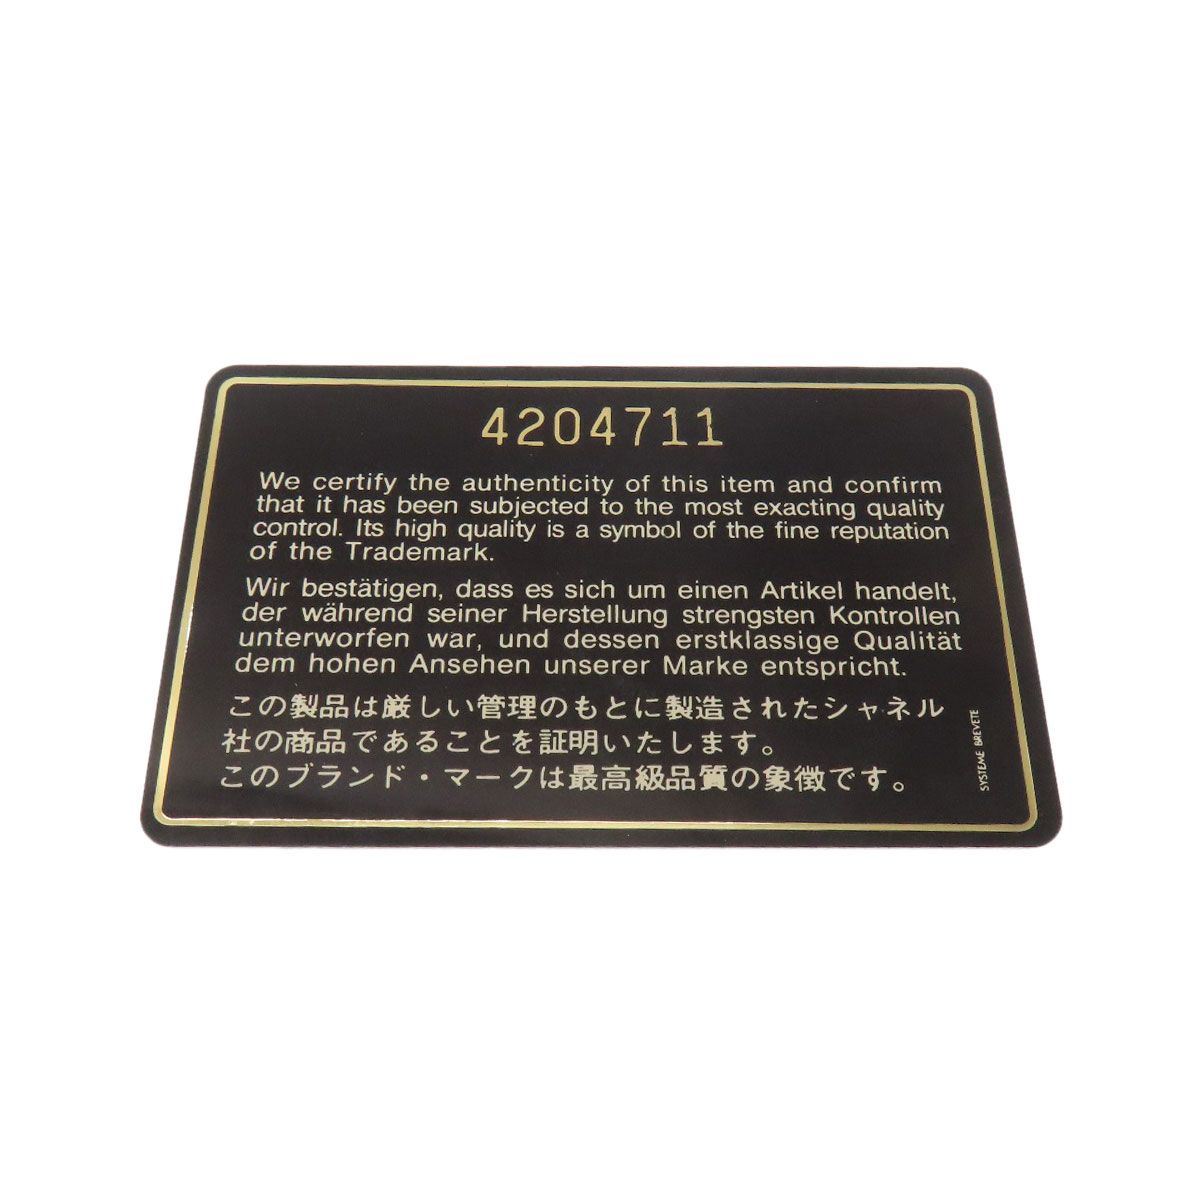 4204711
We certify the authenticity of this item and confirm
that it has been subjected to the most exacting quality
control. Its high quality is a symbol of the fine reputation
of the Trademark.
Wir bestätigen, dass es sich um einen Artikel handelt,
der während seiner Herstellung strengsten Kontrollen
unterworfen war, und dessen erstklassige Qualität
dem hohen Ansehen unserer Marke entspricht.
この製品は厳しい管理のもとに製造されたシャネル
社の商品であることを証明いたします。
このブランド・マークは最高級品質の象徴です。
SYSTEME BREVETE